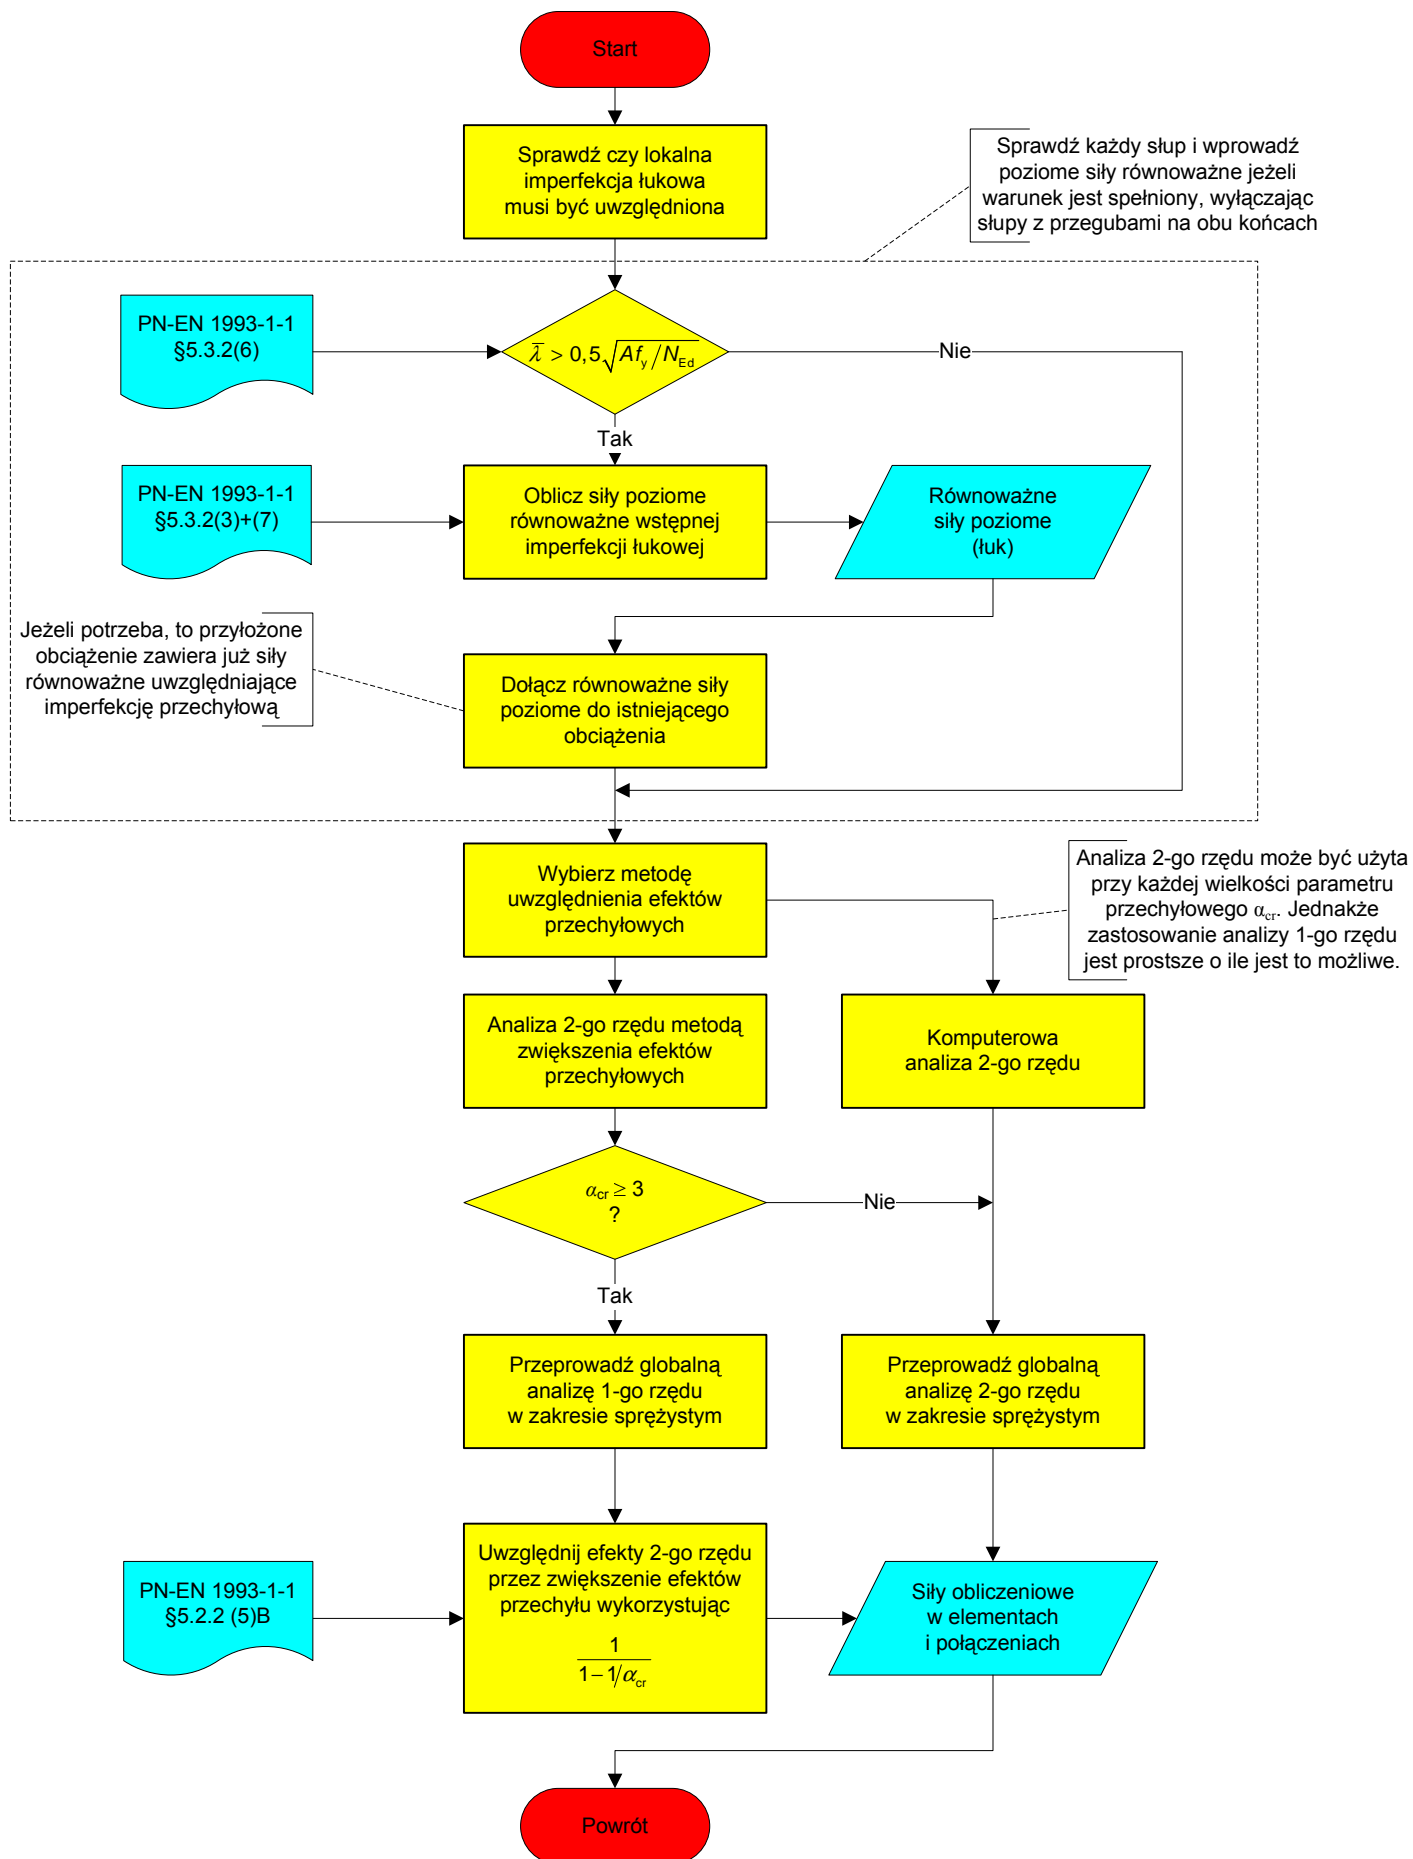 Start
Sprawdź czy lokalna
imperfekcja łukowa
musi być uwzględniona
Sprawdź każdy słup i wprowadź
poziome siły równoważne jeżeli
warunek jest spełniony, wyłączając
słupy z przegubami na obu końcach
PN-EN 1993-1-1
§5.3.2(6)
λ̅ > 0,5√(Af_y/N_Ed)
Nie
Tak
PN-EN 1993-1-1
§5.3.2(3)+(7)
Oblicz siły poziome
równoważne wstępnej
imperfekcji łukowej
Równoważne
siły poziome
(łuk)
Jeżeli potrzeba, to przyłożone
obciążenie zawiera już siły
równoważne uwzględniające
imperfekcję przechyłową
Dołącz równoważne siły
poziome do istniejącego
obciążenia
Wybierz metodę
uwzględnienia efektów
przechyłowych
Analiza 2-go rzędu może być użyta
przy każdej wielkości parametru
przechyłowego α_cr. Jednakże
zastosowanie analizy 1-go rzędu
jest prostsze o ile jest to możliwe.
Analiza 2-go rzędu metodą
zwiększenia efektów
przechyłowych
Komputerowa
analiza 2-go rzędu
α_cr ≥ 3
?
Nie
Tak
Przeprowadź globalną
analizę 1-go rzędu
w zakresie sprężystym
Przeprowadź globalną
analizę 2-go rzędu
w zakresie sprężystym
PN-EN 1993-1-1
§5.2.2 (5)B
Uwzględnij efekty 2-go rzędu
przez zwiększenie efektów
przechyłu wykorzystując
1
1−1/α_cr
Siły obliczeniowe
w elementach
i połączeniach
Powrót